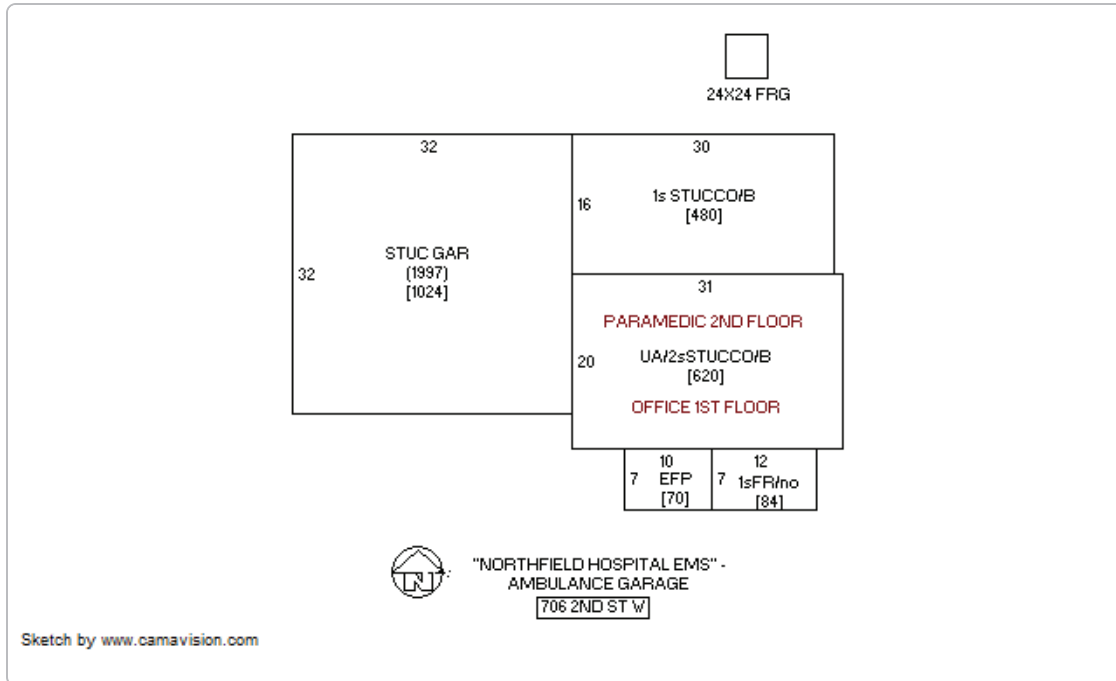 24X24 FRG
32
30
16
1s STUCCO/B
[480]
STUC GAR
(1997)
[1024]
32
31
PARAMEDIC 2ND FLOOR
20
UA/2sSTUCCO/B
[620]
OFFICE 1ST FLOOR
10
7
EFP
[70]
12
7
1sFR/no
[84]
N
"NORTHFIELD HOSPITAL EMS" -
AMBULANCE GARAGE
706 2ND ST W
Sketch by www.camavision.com